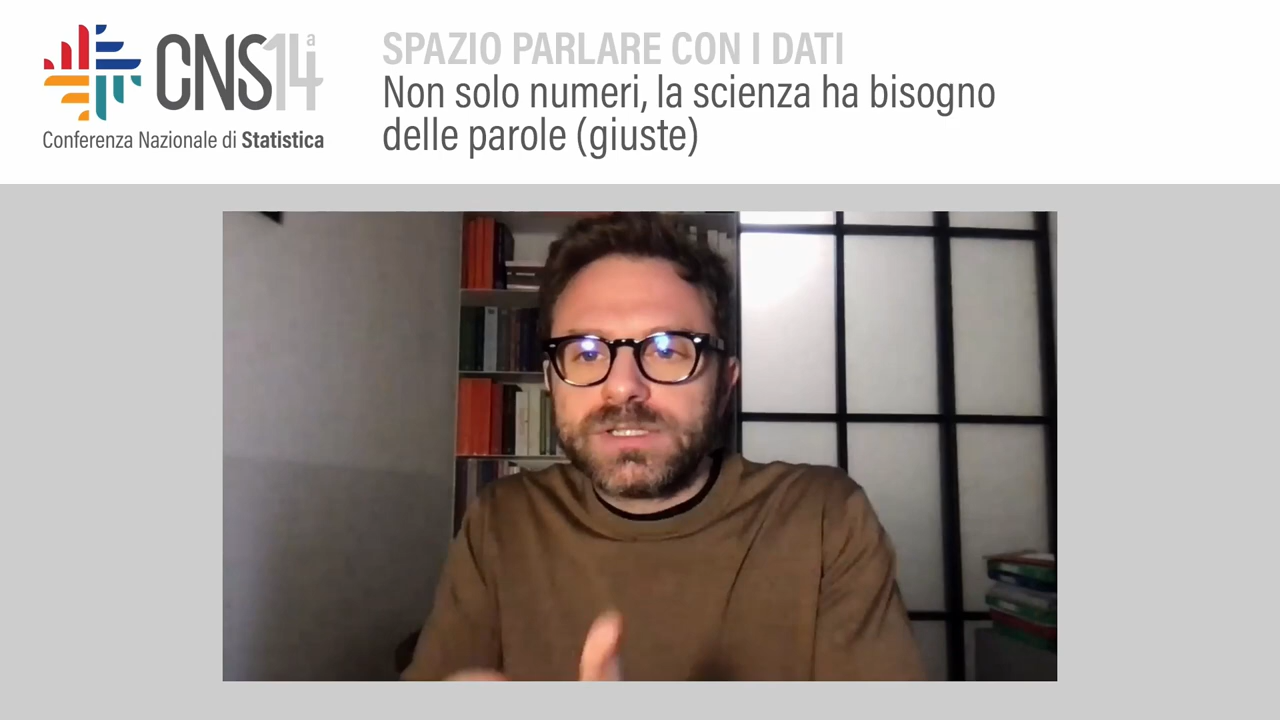 CNS14ª
Conferenza Nazionale di Statistica
SPAZIO PARLARE CON I DATI
Non solo numeri, la scienza ha bisogno
delle parole (giuste)